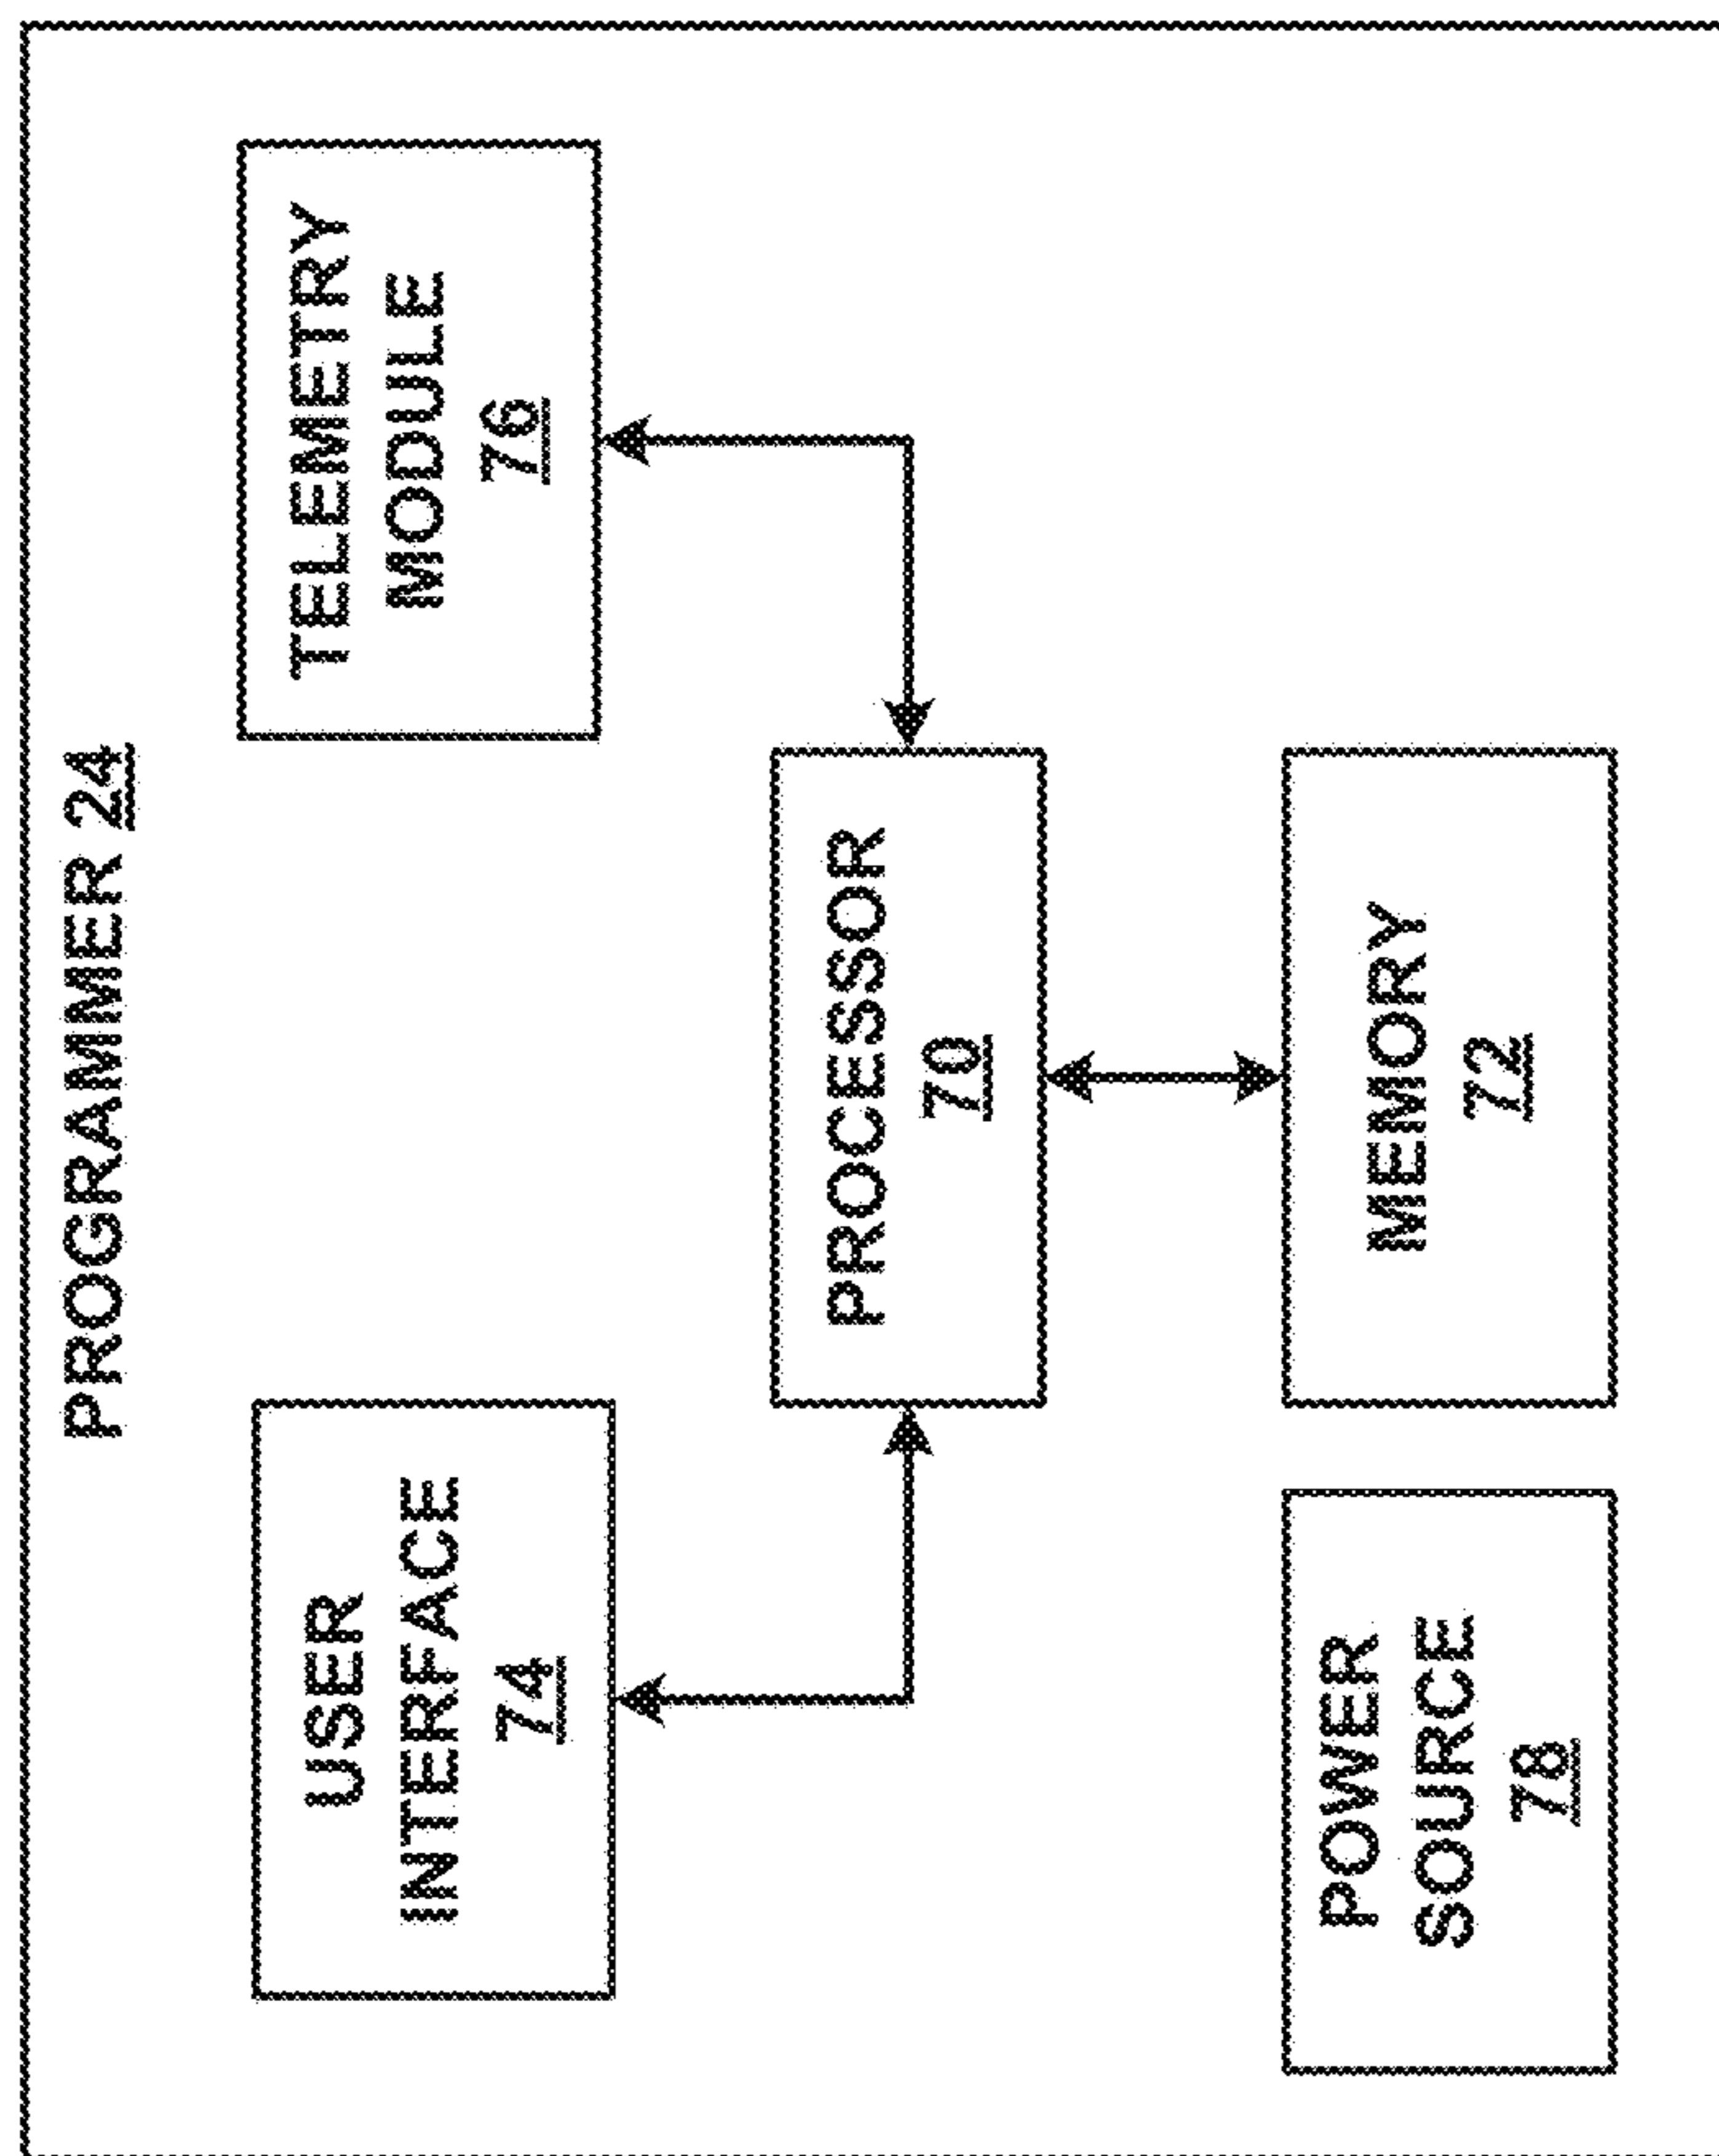 PROGRAMMER 24
USER
INTERFACE
74
TELEMETRY
MODULE
76
PROCESSOR
70
POWER
SOURCE
78
MEMORY
72